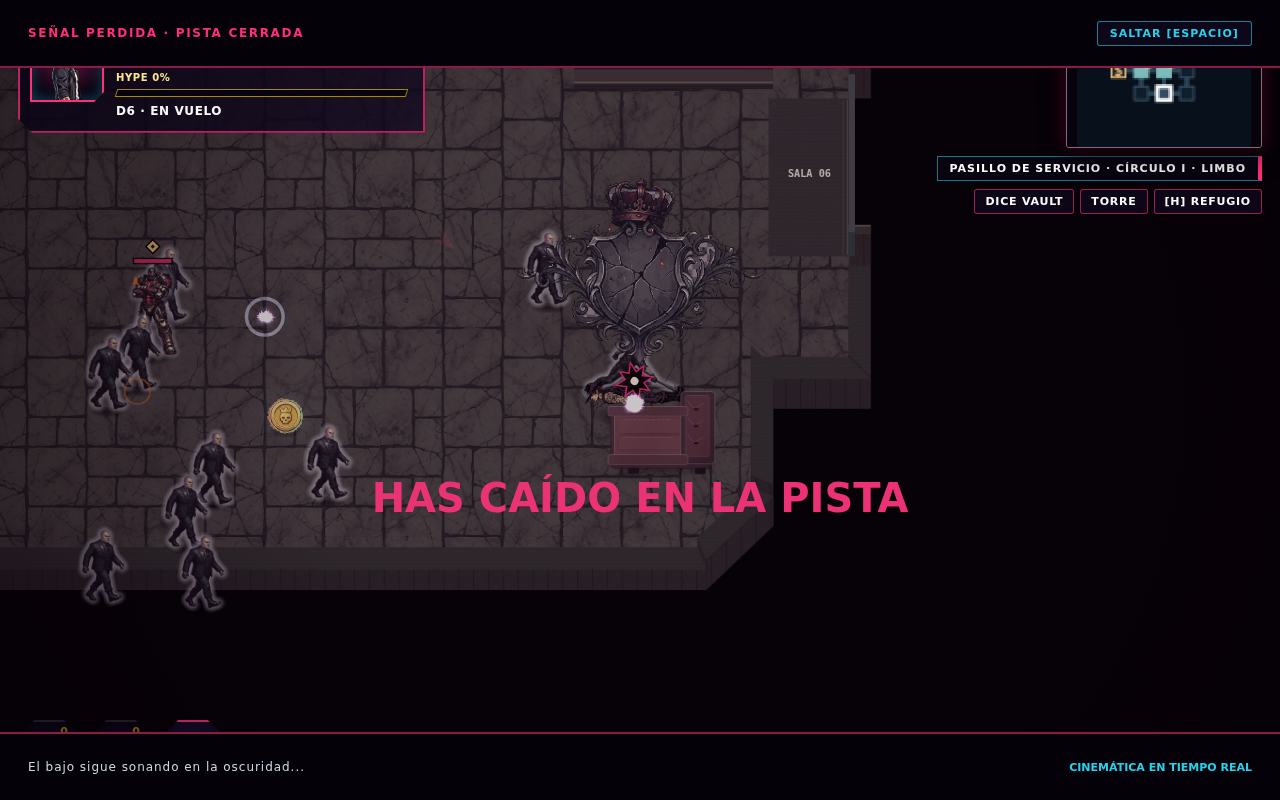 SEÑAL PERDIDA · PISTA CERRADA
SALTAR [ESPACIO]
HYPE 0%
D6 · EN VUELO
SALA 06
PASILLO DE SERVICIO · CÍRCULO I · LIMBO
DICE VAULT
TORRE
[H] REFUGIO
HAS CAÍDO EN LA PISTA
El bajo sigue sonando en la oscuridad...
CINEMÁTICA EN TIEMPO REAL